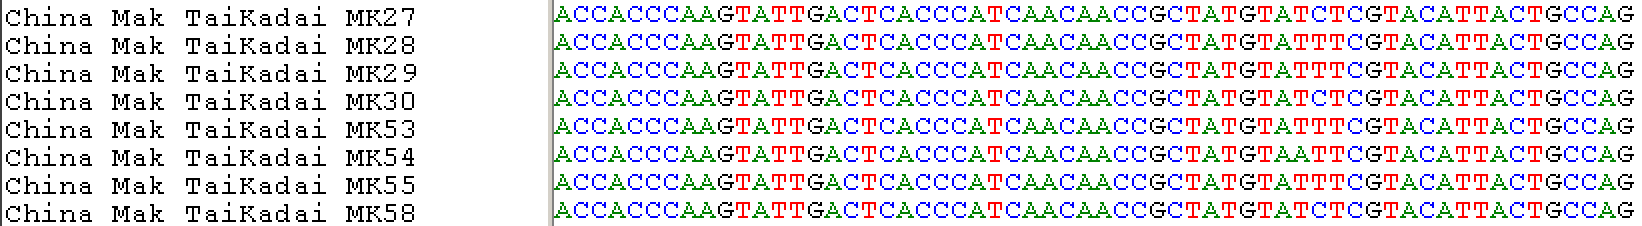 China Mak TaiKadai MK27 ACCACCCAAGTATTGACTCACCCATCAACAACCGCTATGTATCTCGTACATTACTGCCAG
China Mak TaiKadai MK28 ACCACCCAAGTATTGACTCACCCATCAACAACCGCTATGTATTTCGTACATTACTGCCAG
China Mak TaiKadai MK29 ACCACCCAAGTATTGACTCACCCATCAACAACCGCTATGTATTTCGTACATTACTGCCAG
China Mak TaiKadai MK30 ACCACCCAAGTATTGACTCACCCATCAACAACCGCTATGTATCTCGTACATTACTGCCAG
China Mak TaiKadai MK53 ACCACCCAAGTATTGACTCACCCATCAACAACCGCTATGTATTTCGTACATTACTGCCAG
China Mak TaiKadai MK54 ACCACCCAAGTATTGACTCACCCATCAACAACCGCTATGTAATTCGTACATTACTGCCAG
China Mak TaiKadai MK55 ACCACCCAAGTATTGACTCACCCATCAACAACCGCTATGTATTTCGTACATTACTGCCAG
China Mak TaiKadai MK58 ACCACCCAAGTATTGACTCACCCATCAACAACCGCTATGTATCTCGTACATTACTGCCAG